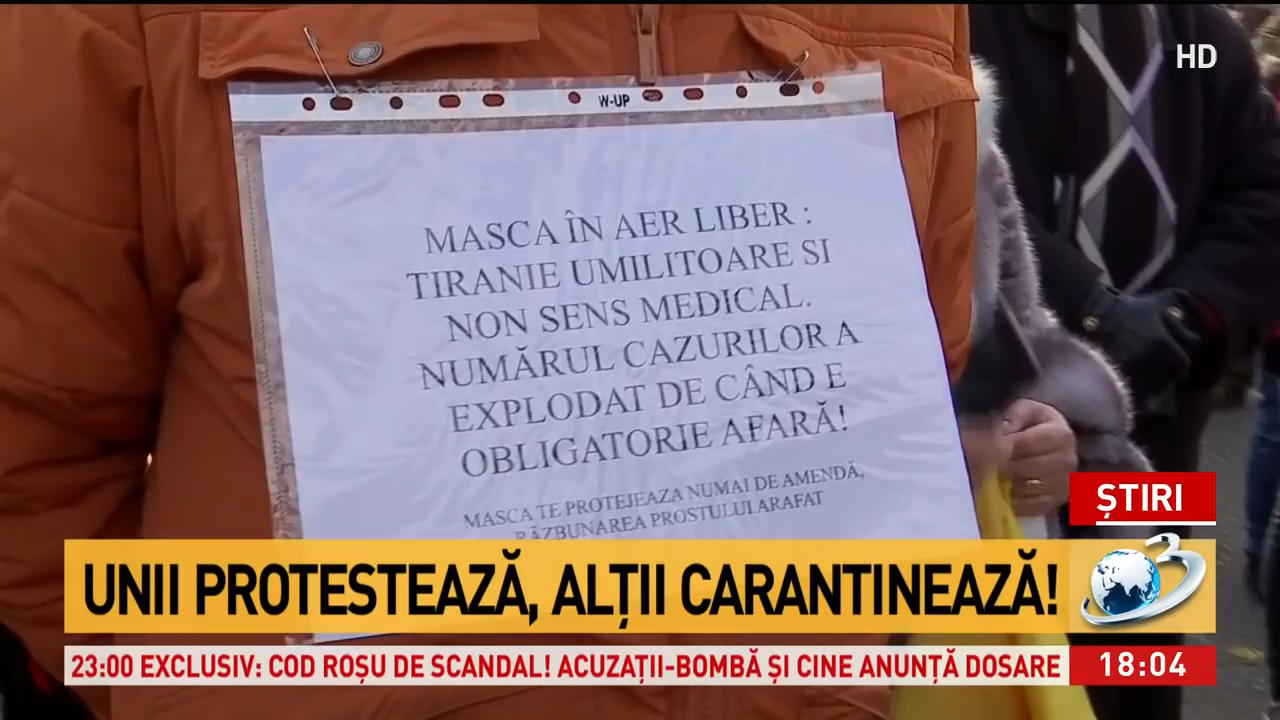 HD
W-UP
MASCA ÎN AER LIBER :
TIRANIE UMILITOARE SI
NON SENS MEDICAL.
NUMĂRUL CAZURILOR A
EXPLODAT DE CÂND E
OBLIGATORIE AFARĂ!
MASCA TE PROTEJEAZA NUMAI DE AMENDĂ,
RĂZBUNAREA PROSTULUI ARAFAT
ȘTIRI
UNII PROTESTEAZĂ, ALȚII CARANTINEAZĂ!
3
23:00 EXCLUSIV: COD ROȘU DE SCANDAL! ACUZAȚII-BOMBĂ ȘI CINE ANUNȚĂ DOSARE
18:04